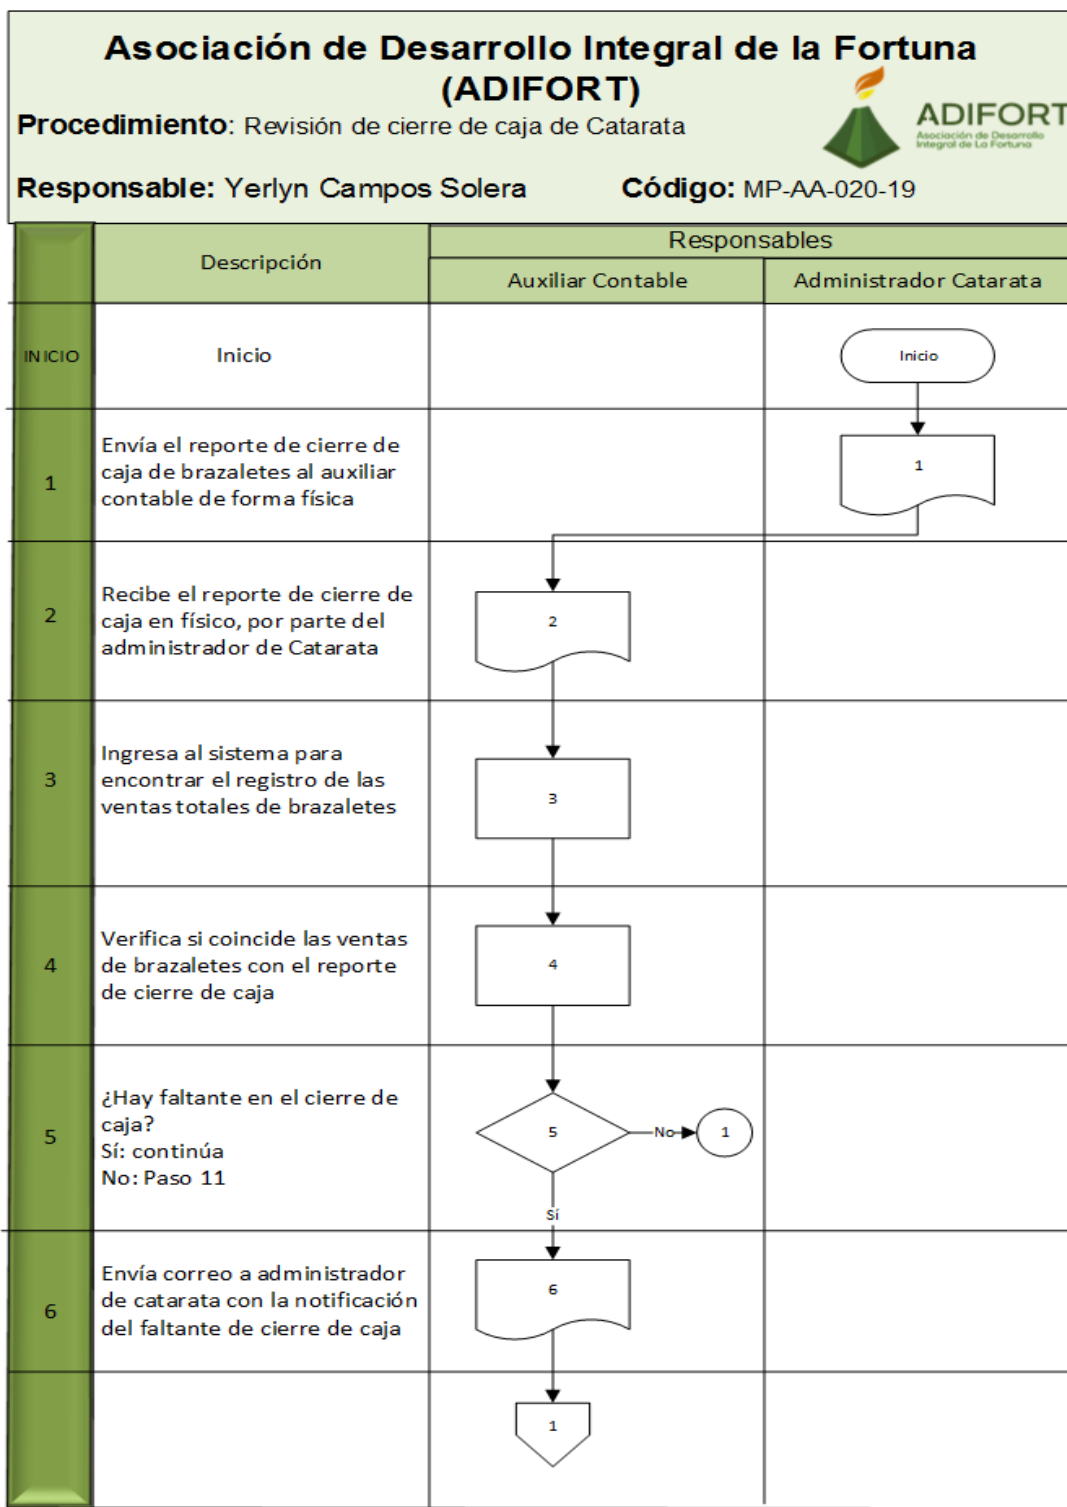 Asociación de Desarrollo Integral de la Fortuna
(ADIFORT)
Procedimiento: Revisión de cierre de caja de Catarata
ADIFORT
Asociación de Desarrollo
Integral de La Fortuna
Responsable: Yerlyn Campos Solera Código: MP-AA-020-19
Descripción
Responsables
Auxiliar Contable
Administrador Catarata
INICIO
Inicio
Inicio
1
Envía el reporte de cierre de
caja de brazaletes al auxiliar
contable de forma física
1
2
Recibe el reporte de cierre de
caja en físico, por parte del
administrador de Catarata
2
3
Ingresa al sistema para
encontrar el registro de las
ventas totales de brazaletes
3
4
Verifica si coincide las ventas
de brazaletes con el reporte
de cierre de caja
4
5
¿Hay faltante en el cierre de
caja?
Sí: continúa
No: Paso 11
5
No
1
Sí
6
Envía correo a administrador
de catarata con la notificación
del faltante de cierre de caja
6
1